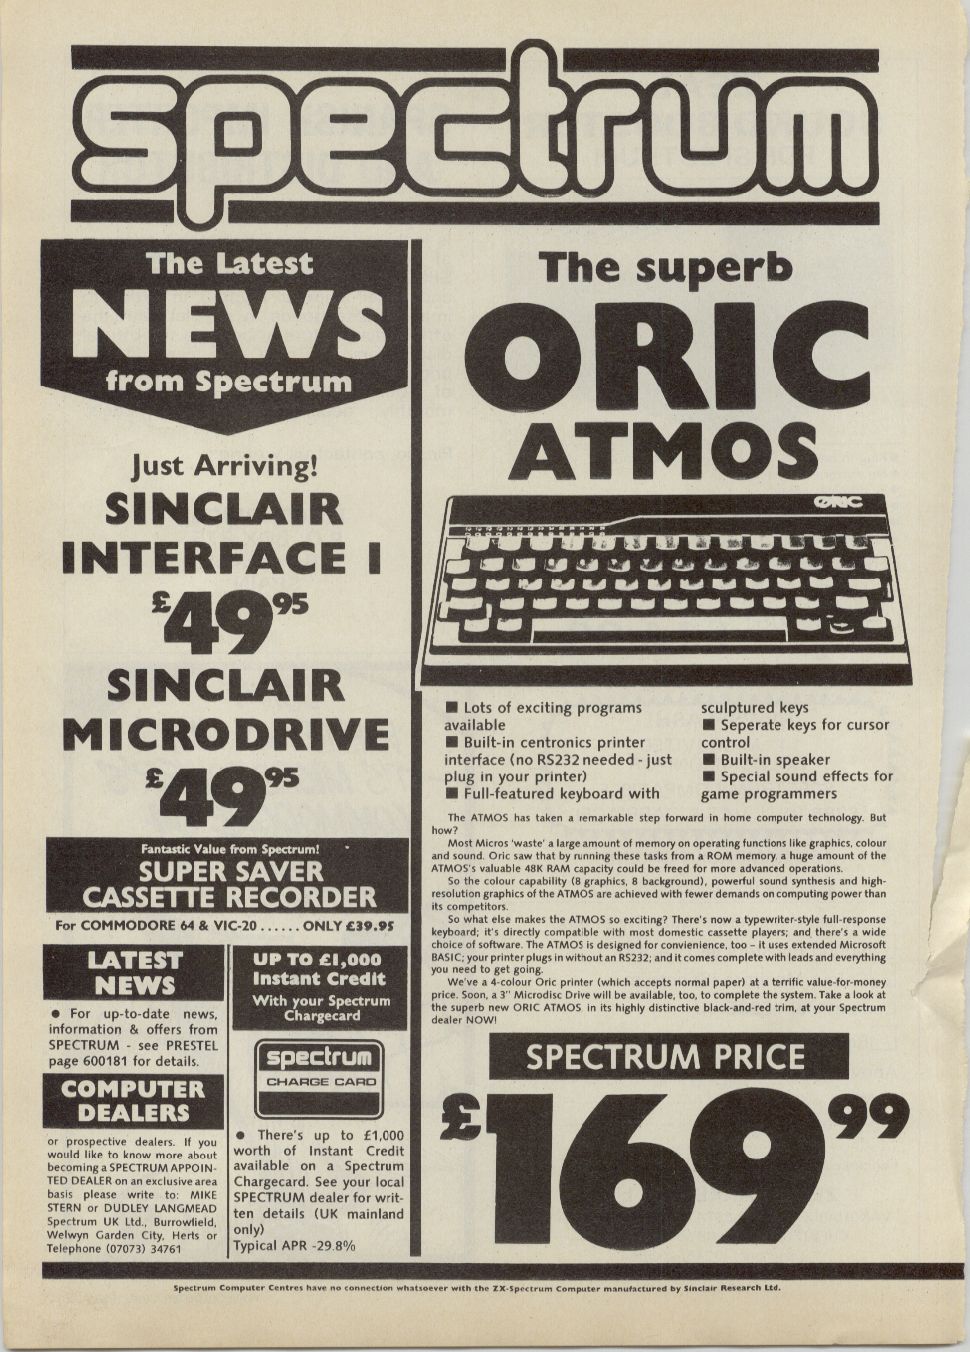 spectrum
The Latest
NEWS
from Spectrum
Just Arriving!
SINCLAIR
INTERFACE I
£49.95
SINCLAIR
MICRODRIVE
£49.95
Fantastic Value from Spectrum!
SUPER SAVER
CASSETTE RECORDER
For COMMODORE 64 & VIC-20 ...... ONLY £39.95
LATEST
NEWS
● For up-to-date news,
information & offers from
SPECTRUM - see PRESTEL
page 600181 for details.
COMPUTER
DEALERS
or prospective dealers. If you
would like to know more about
becoming a SPECTRUM APPOIN-
TED DEALER on an exclusive area
basis please write to: MIKE
STERN or DUDLEY LANGMEAD
Spectrum UK Ltd., Burrowfield,
Welwyn Garden City, Herts or
Telephone (07073) 34761
UP TO £1,000
Instant Credit
With your Spectrum
Chargecard
spectrum
CHARGE CARD
● There's up to £1,000
worth of Instant Credit
available on a Spectrum
Chargecard. See your local
SPECTRUM dealer for writ-
ten details (UK mainland
only)
Typical APR -29.8%
The superb
ORIC
ATMOS
ORIC
■ Lots of exciting programs
available
■ Built-in centronics printer
interface (no RS232 needed - just
plug in your printer)
■ Full-featured keyboard with
sculptured keys
■ Seperate keys for cursor
control
■ Built-in speaker
■ Special sound effects for
game programmers
The ATMOS has taken a remarkable step forward in home computer technology. But
how?
Most Micros 'waste' a large amount of memory on operating functions like graphics, colour
and sound. Oric saw that by running these tasks from a ROM memory, a huge amount of the
ATMOS's valuable 48K RAM capacity could be freed for more advanced operations.
So the colour capability (8 graphics, 8 background), powerful sound synthesis and high-
resolution graphics of the ATMOS are achieved with fewer demands on computing power than
its competitors.
So what else makes the ATMOS so exciting? There's now a typewriter-style full-response
keyboard; it's directly compatible with most domestic cassette players; and there's a wide
choice of software. The ATMOS is designed for convienience, too – it uses extended Microsoft
BASIC; your printer plugs in without an RS232; and it comes complete with leads and everything
you need to get going.
We've a 4-colour Oric printer (which accepts normal paper) at a terrific value-for-money
price. Soon, a 3" Microdisc Drive will be available, too, to complete the system. Take a look at
the superb new ORIC ATMOS in its highly distinctive black-and-red trim, at your Spectrum
dealer NOW!
SPECTRUM PRICE
£169.99
Spectrum Computer Centres have no connection whatsoever with the ZX-Spectrum Computer manufactured by Sinclair Research Ltd.